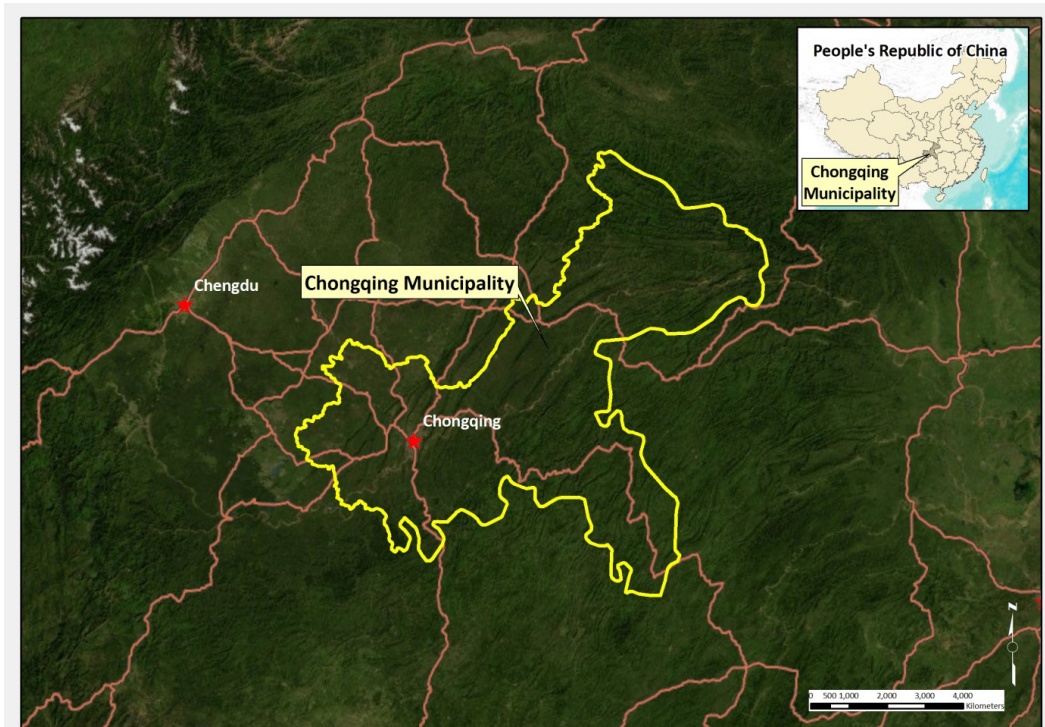 People's Republic of China
Chongqing
Municipality
Chengdu
Chongqing Municipality
Chongqing
N
0 500 1,000 2,000 3,000 4,000
Kilometers